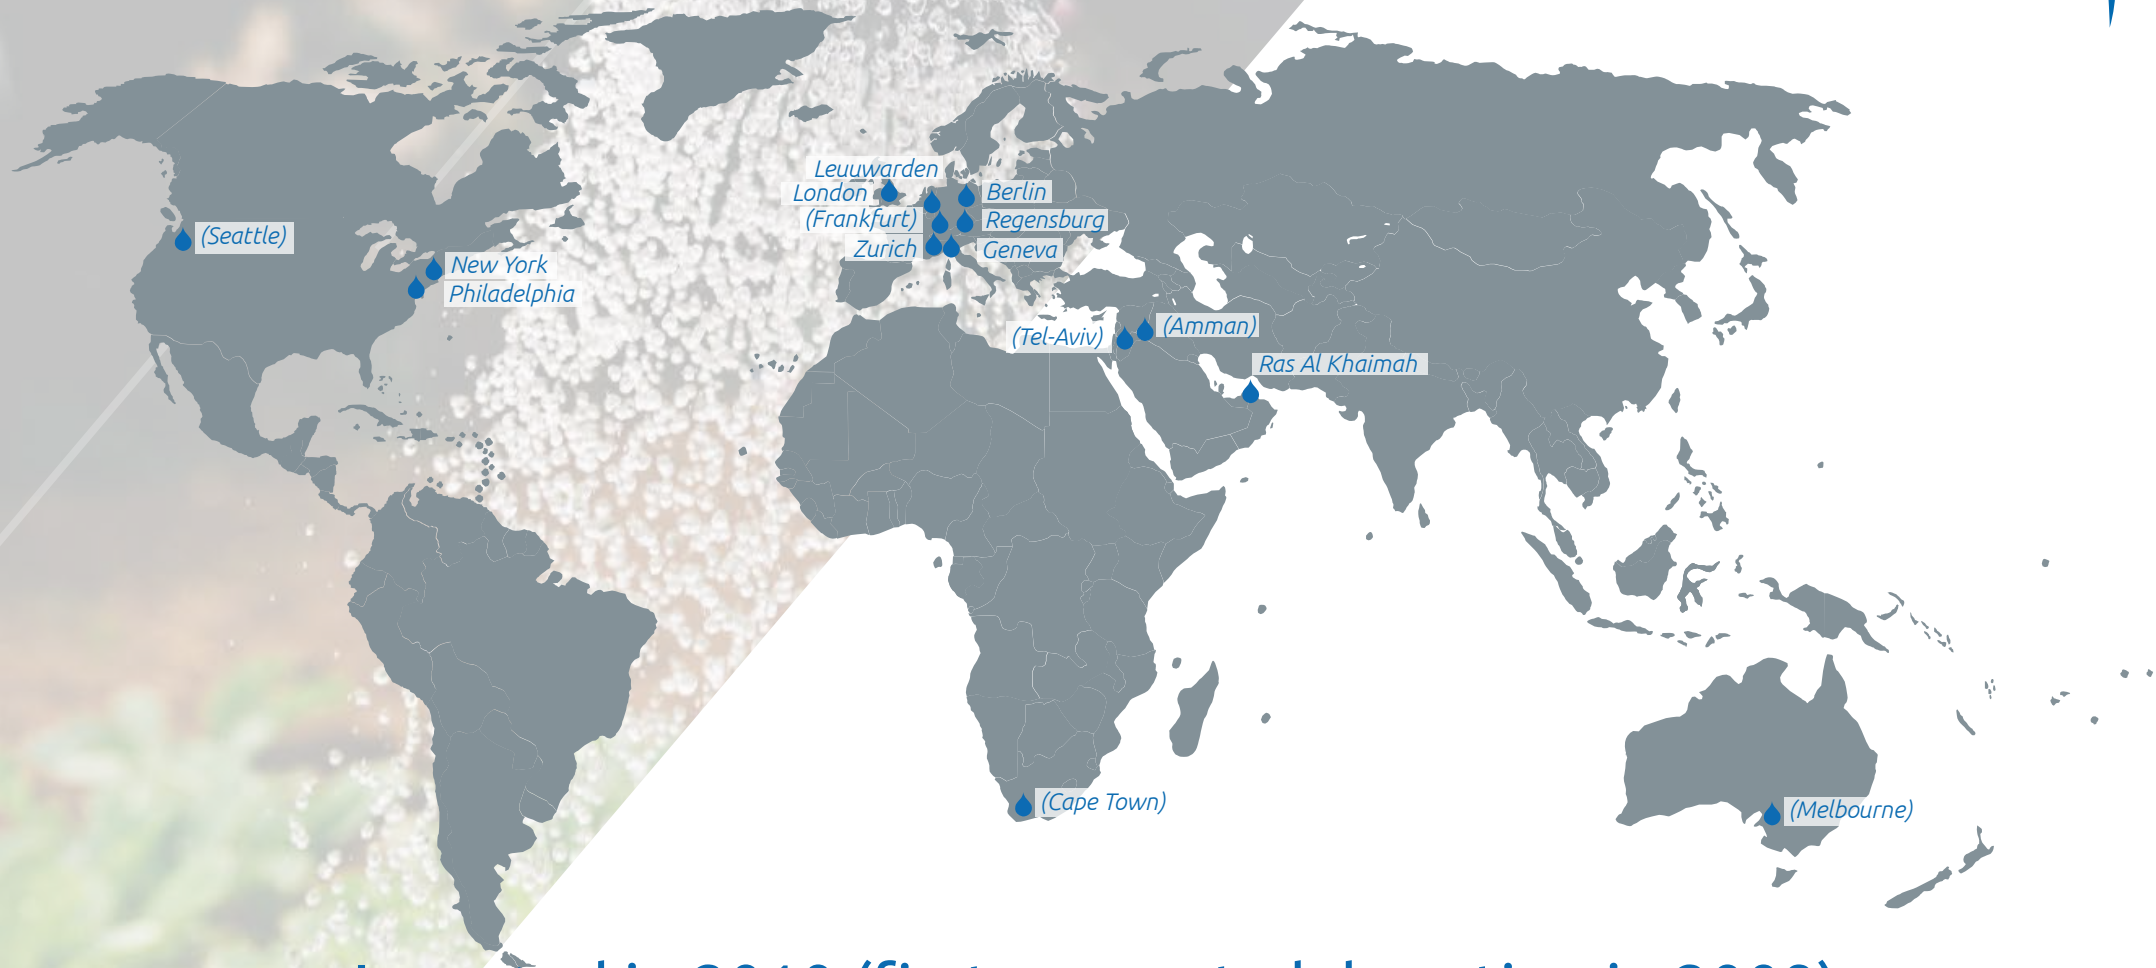 Leuuwarden
London
Berlin
(Frankfurt)
Regensburg
Zurich
Geneva
(Seattle)
New York
Philadelphia
(Tel-Aviv)
(Amman)
Ras Al Khaimah
(Cape Town)
(Melbourne)